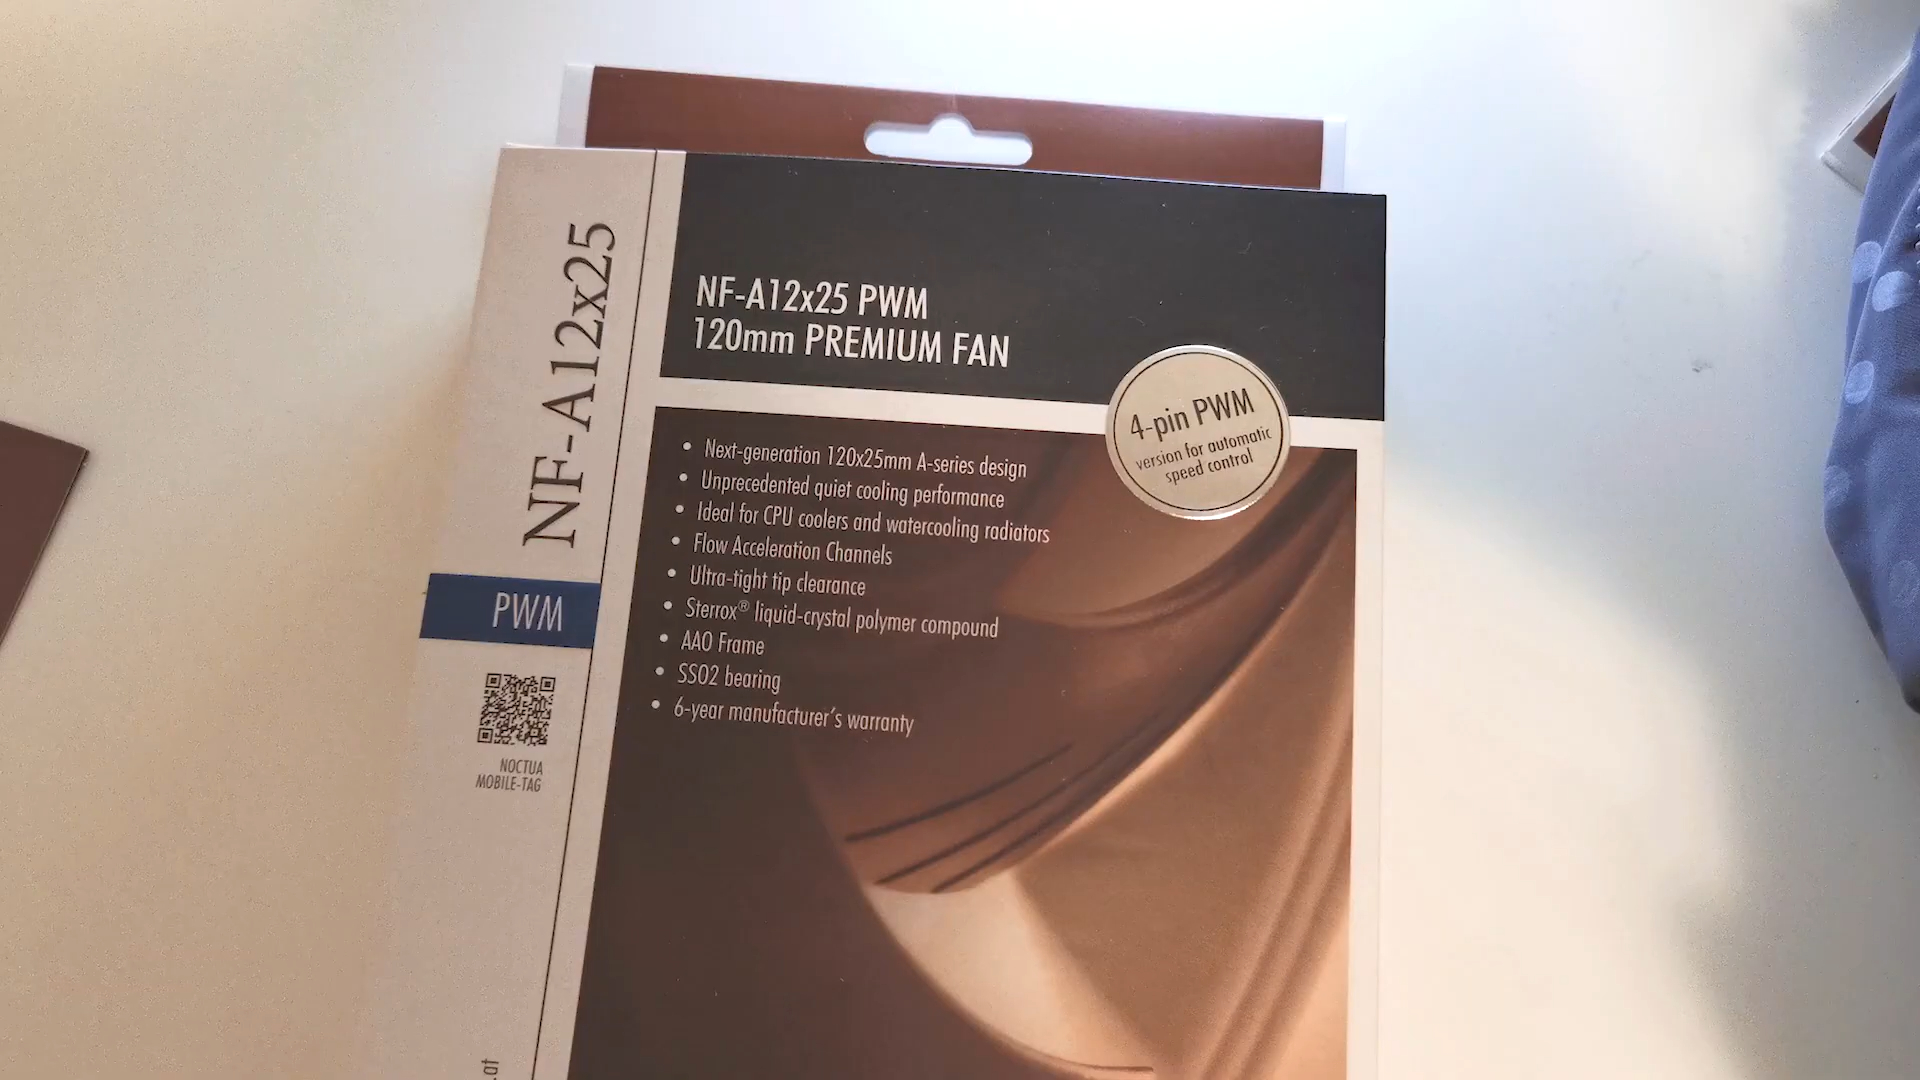 NF-A12x25
PWM
NOCTUA
MOBILE-TAG
.at
NF-A12x25 PWM
120mm PREMIUM FAN
4-pin PWM
version for automatic
speed control
• Next-generation 120x25mm A-series design
• Unprecedented quiet cooling performance
• Ideal for CPU coolers and watercooling radiators
• Flow Acceleration Channels
• Ultra-tight tip clearance
• Sterrox® liquid-crystal polymer compound
• AAO Frame
• SSO2 bearing
• 6-year manufacturer's warranty